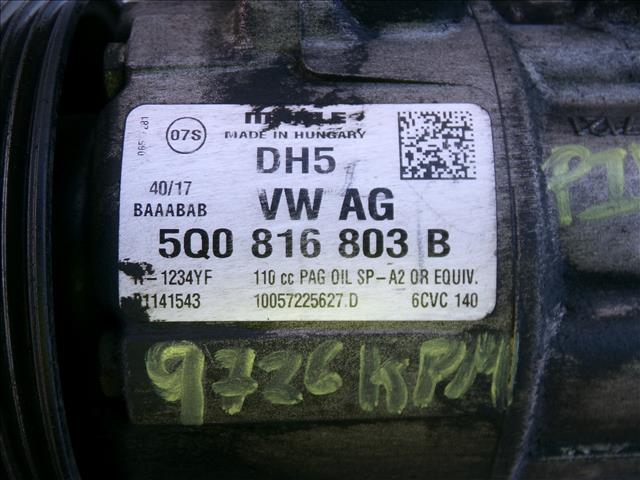 07S
MADE IN HUNGARY
DH5
40/17
BAAABAB
VW AG
5Q0 816 803 B
R-1234YF 110 cc PAG OIL SP-A2 OR EQUIV.
1141543 10057225627.D 6CVC 140
9726 KPM